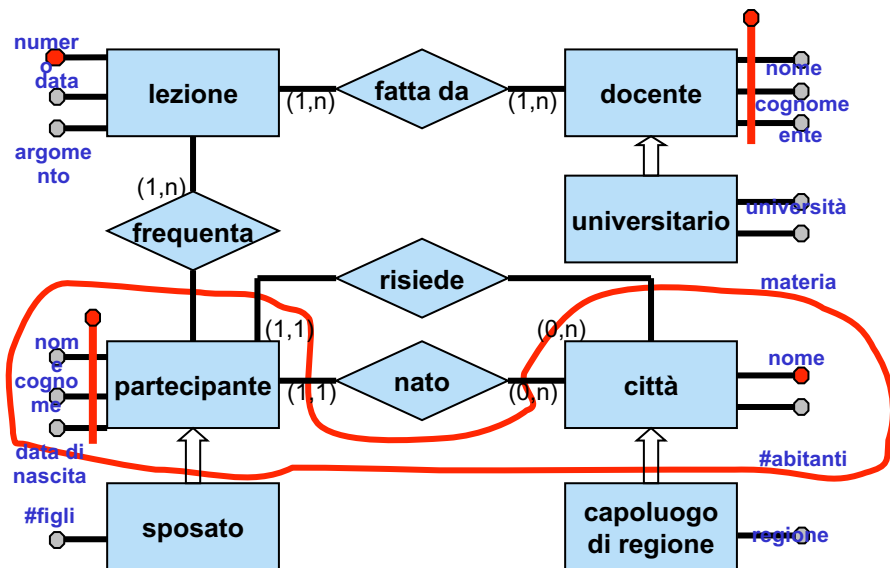 numer
o
data
argome
nto
lezione
(1,n)
fatta da
(1,n)
docente
nome
cognome
ente
(1,n)
frequenta
universitario
università
materia
risiede
(1,1)
(0,n)
nom
e
cogno
me
data di
nascita
partecipante
(1,1)
nato
(0,n)
città
nome
#abitanti
#figli
sposato
capoluogo
di regione
regione